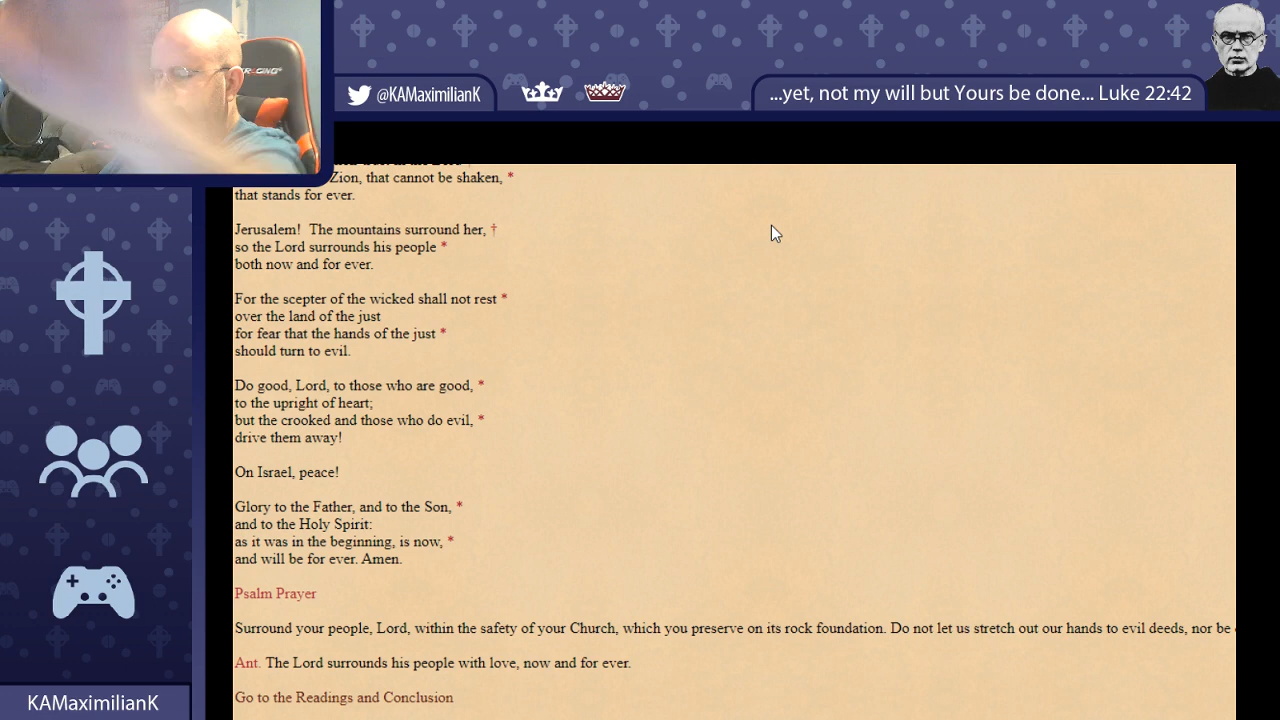 @KAMaximilianK
...yet, not my will but Yours be done... Luke 22:42
Zion, that cannot be shaken, *
that stands for ever.
Jerusalem!  The mountains surround her, †
so the Lord surrounds his people *
both now and for ever.
For the scepter of the wicked shall not rest *
over the land of the just
for fear that the hands of the just *
should turn to evil.
Do good, Lord, to those who are good, *
to the upright of heart;
but the crooked and those who do evil, *
drive them away!
On Israel, peace!
Glory to the Father, and to the Son, *
and to the Holy Spirit:
as it was in the beginning, is now, *
and will be for ever. Amen.
Psalm Prayer
Surround your people, Lord, within the safety of your Church, which you preserve on its rock foundation. Do not let us stretch out our hands to evil deeds, nor be
Ant. The Lord surrounds his people with love, now and for ever.
Go to the Readings and Conclusion
KAMaximilianK